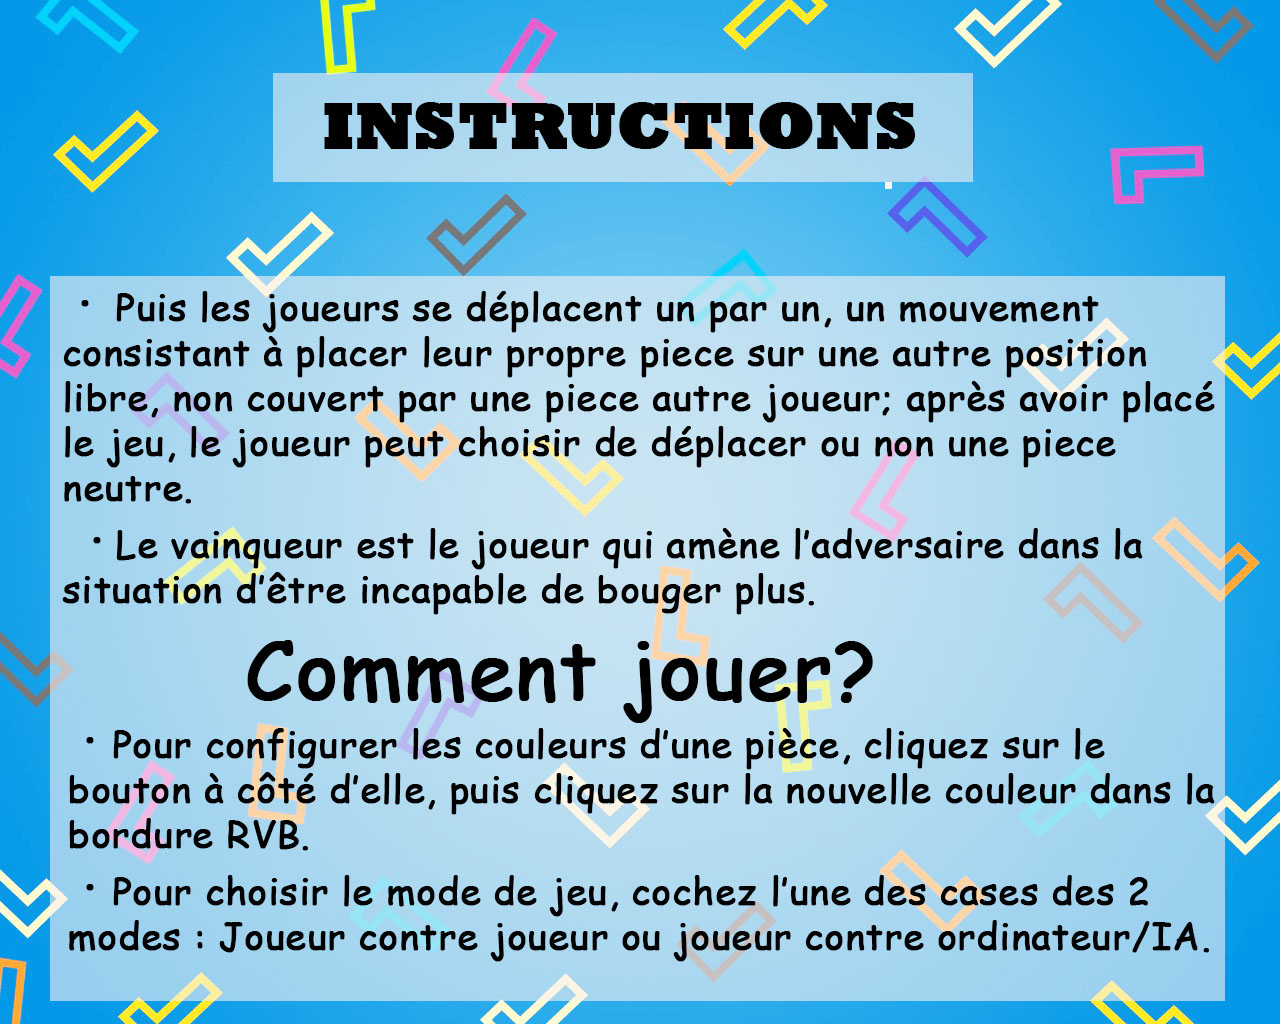 INSTRUCTIONS
· Puis les joueurs se déplacent un par un, un mouvement
consistant à placer leur propre piece sur une autre position
libre, non couvert par une piece autre joueur; après avoir placé
le jeu, le joueur peut choisir de déplacer ou non une piece
neutre.
· Le vainqueur est le joueur qui amène l’adversaire dans la
situation d’être incapable de bouger plus.
Comment jouer?
· Pour configurer les couleurs d’une pièce, cliquez sur le
bouton à côté d’elle, puis cliquez sur la nouvelle couleur dans la
bordure RVB.
· Pour choisir le mode de jeu, cochez l’une des cases des 2
modes : Joueur contre joueur ou joueur contre ordinateur/IA.